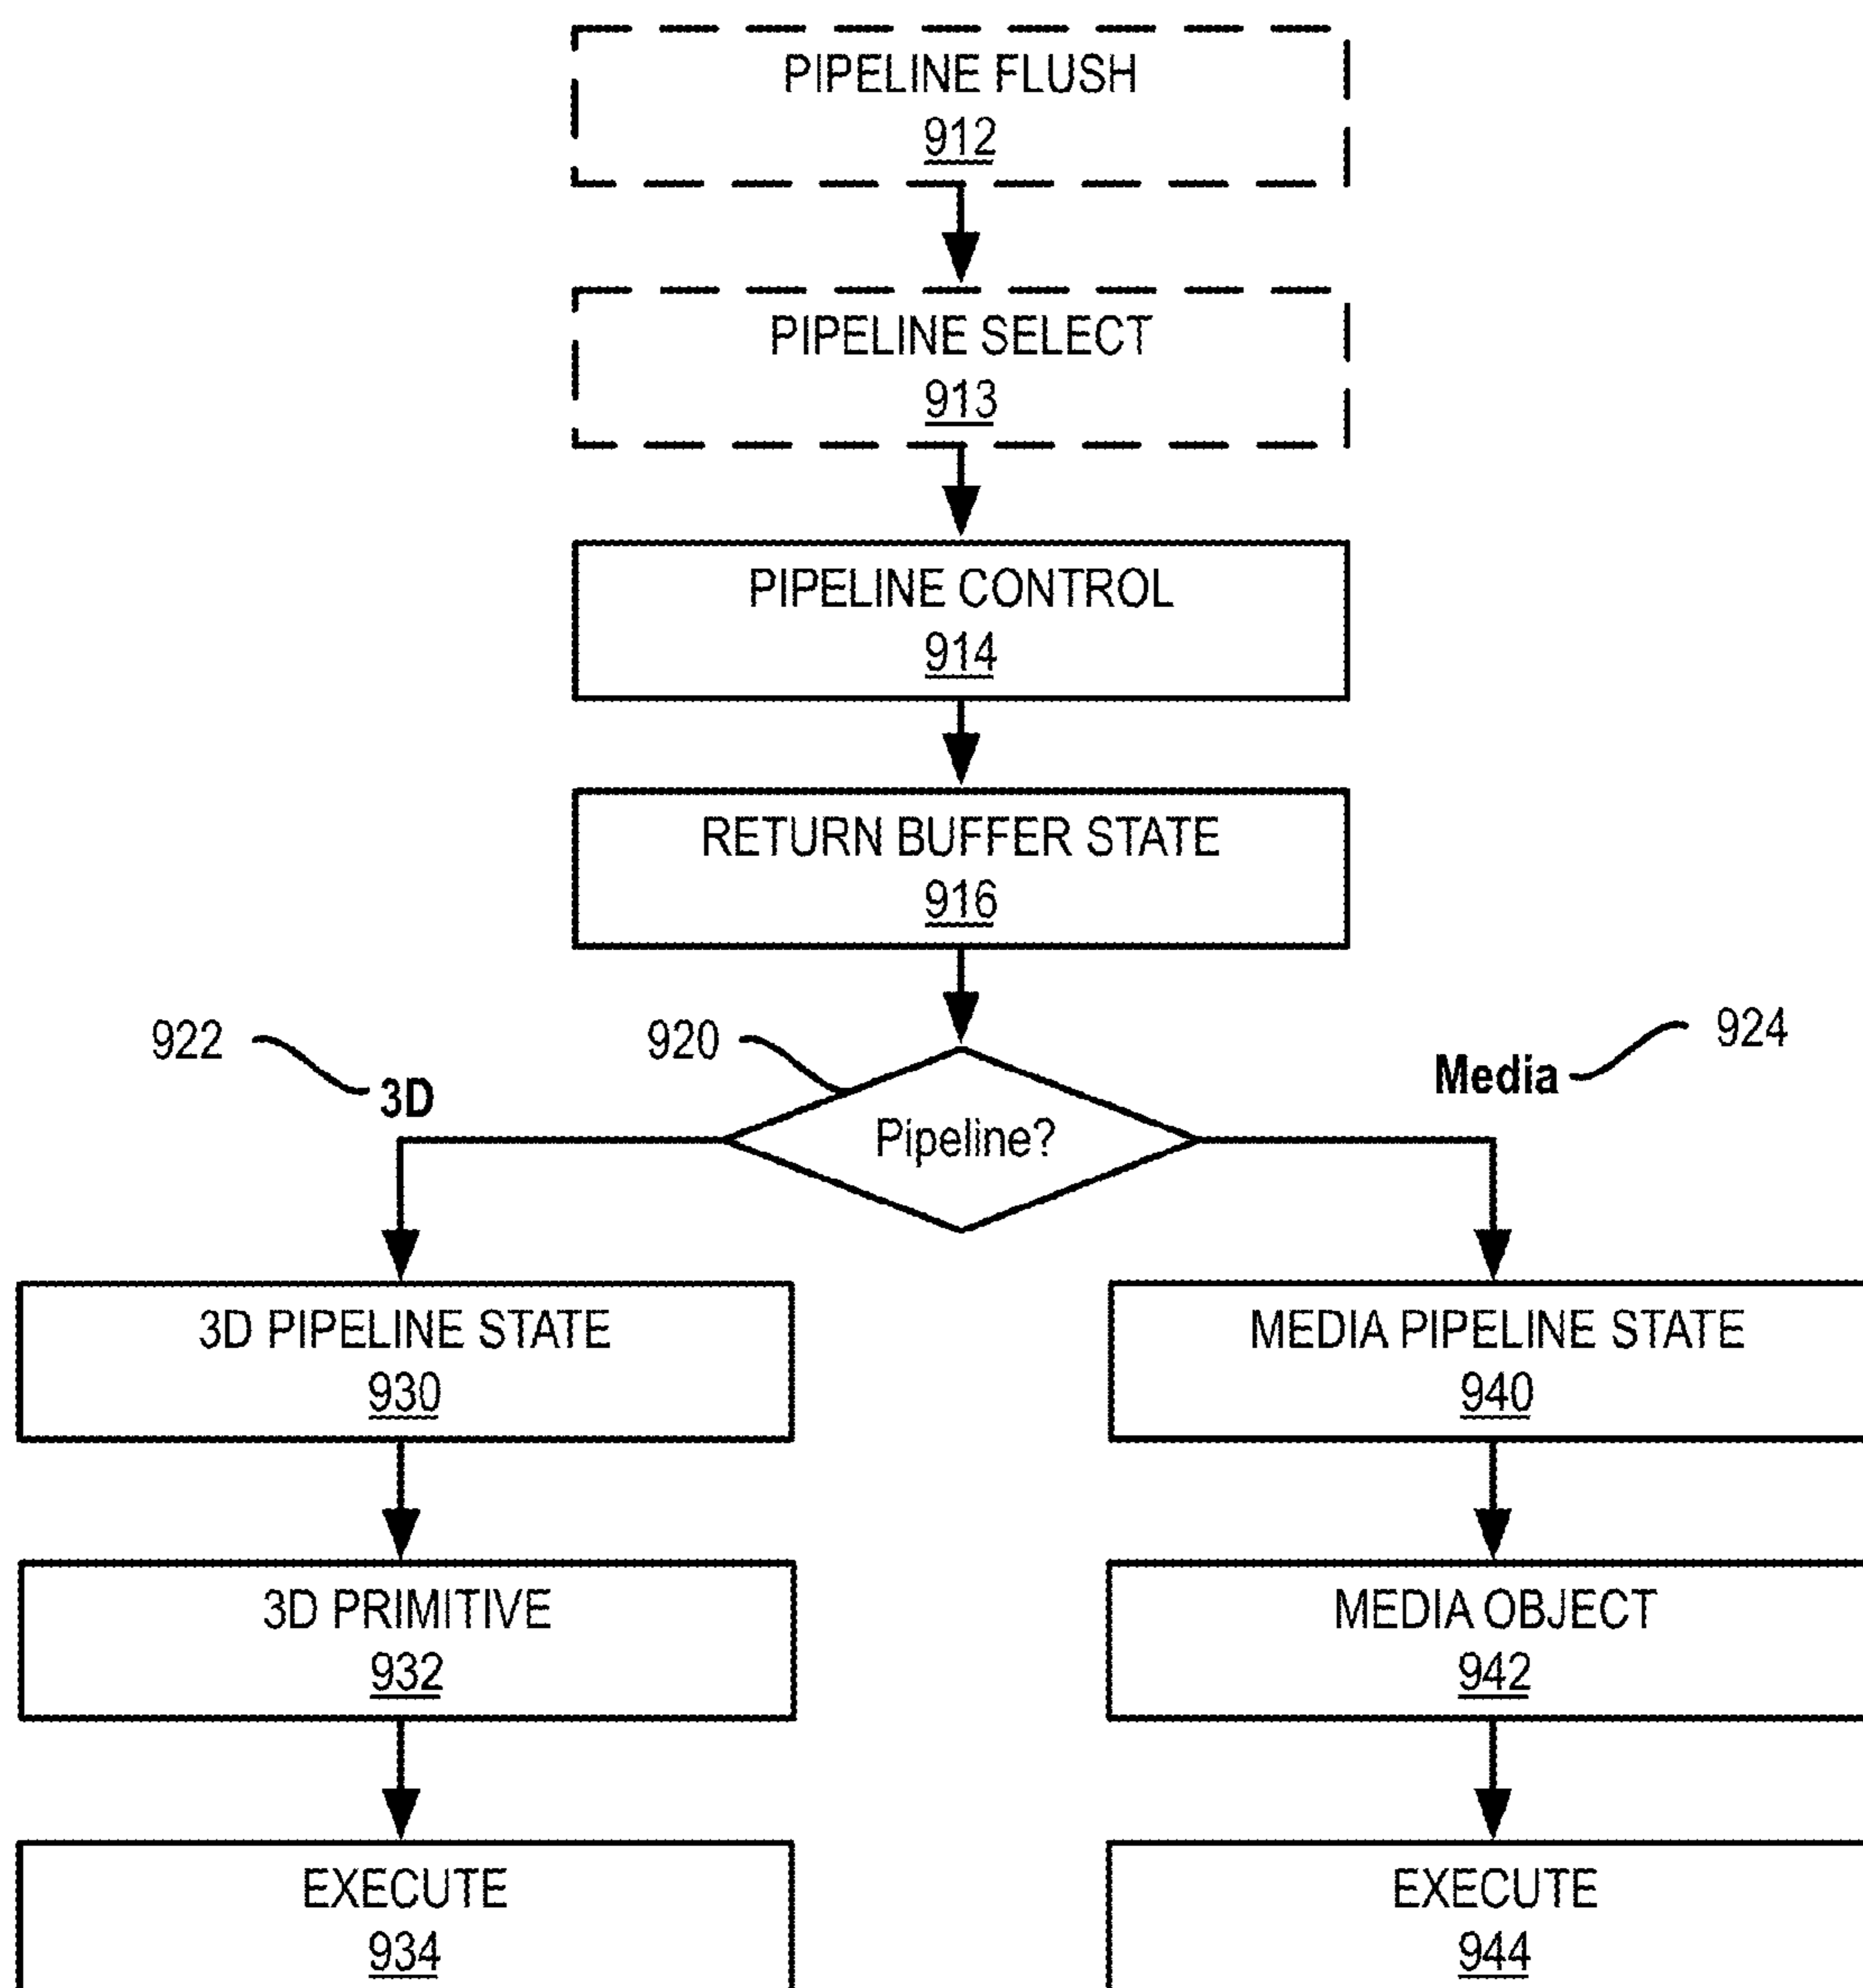 PIPELINE FLUSH
912
PIPELINE SELECT
913
PIPELINE CONTROL
914
RETURN BUFFER STATE
916
922
920
924
3D
Media
Pipeline?
3D PIPELINE STATE
930
MEDIA PIPELINE STATE
940
3D PRIMITIVE
932
MEDIA OBJECT
942
EXECUTE
934
EXECUTE
944